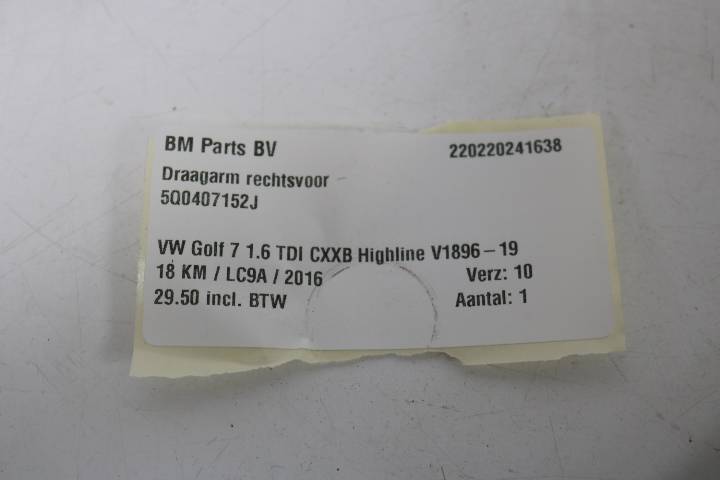 BM Parts BV 220220241638
Draagarm rechtsvoor
5Q0407152J
VW Golf 7 1.6 TDI CXXB Highline V1896-19
18 KM / LC9A / 2016 Verz: 10
29.50 incl. BTW Aantal: 1